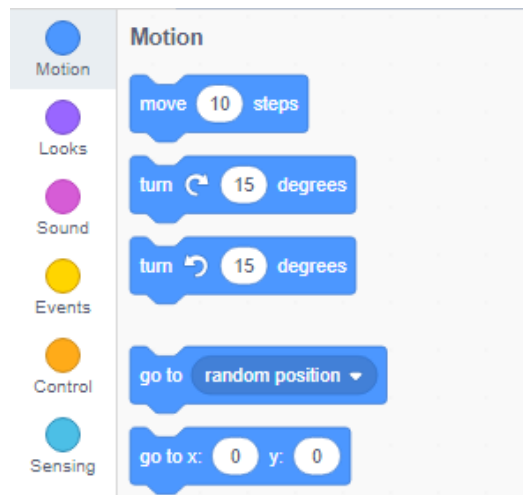 Motion
Looks
Sound
Events
Control
Sensing
Motion
move 10 steps
turn 15 degrees
turn 15 degrees
go to random position
go to x: 0 y: 0